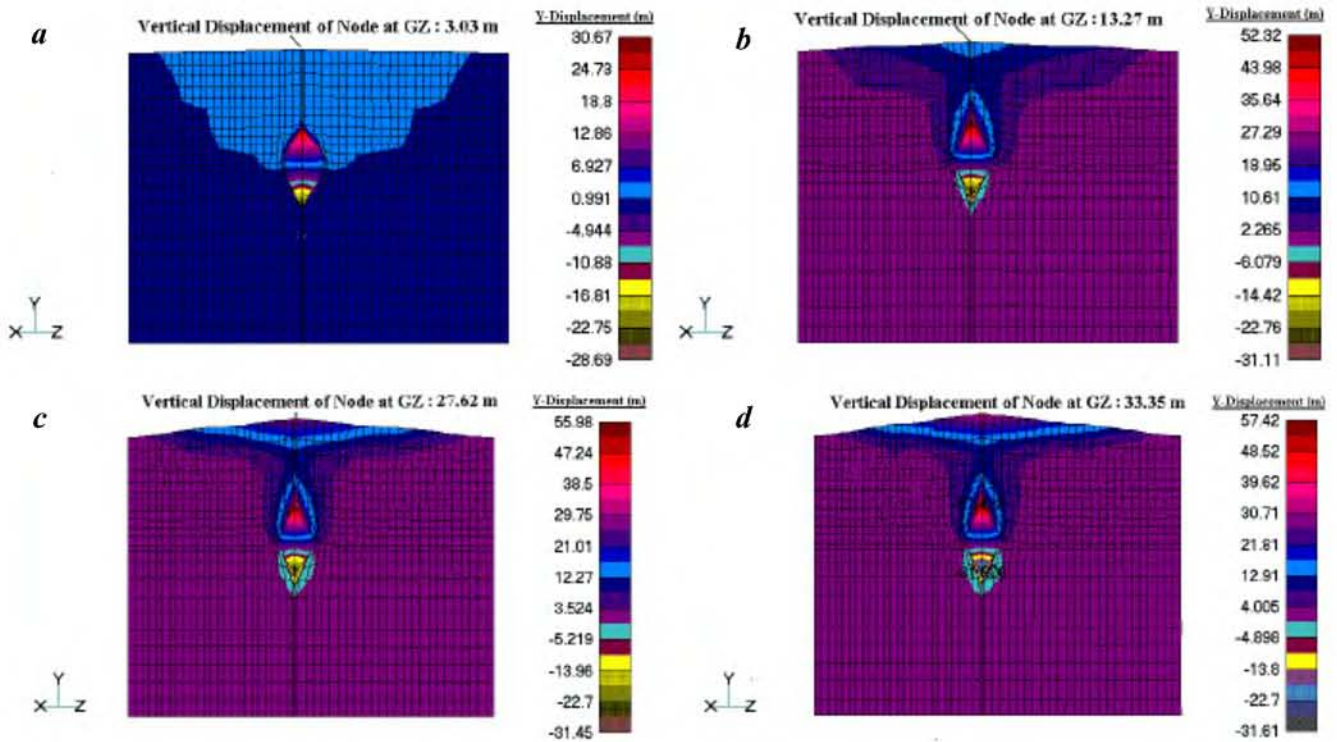 a
Vertical Displacement of Node at GZ : 3.03 m
Y-Displacement (m)
30.67
24.73
18.8
12.86
6.927
0.991
-4.944
-10.88
-16.81
-22.75
-28.69
Y
X Z
b
Vertical Displacement of Node at GZ : 13.27 m
Y-Displacement (m)
52.32
43.98
35.64
27.29
18.95
10.61
2.265
-6.079
-14.42
-22.76
-31.11
Y
X Z
c
Vertical Displacement of Node at GZ : 27.62 m
Y-Displacement (m)
55.98
47.24
38.5
29.75
21.01
12.27
3.524
-5.219
-13.96
-22.7
-31.45
Y
X Z
d
Vertical Displacement of Node at GZ : 33.35 m
Y-Displocement (m)
57.42
48.52
39.62
30.71
21.81
12.91
4.005
-4.898
-13.8
-22.7
-31.61
Y
X Z